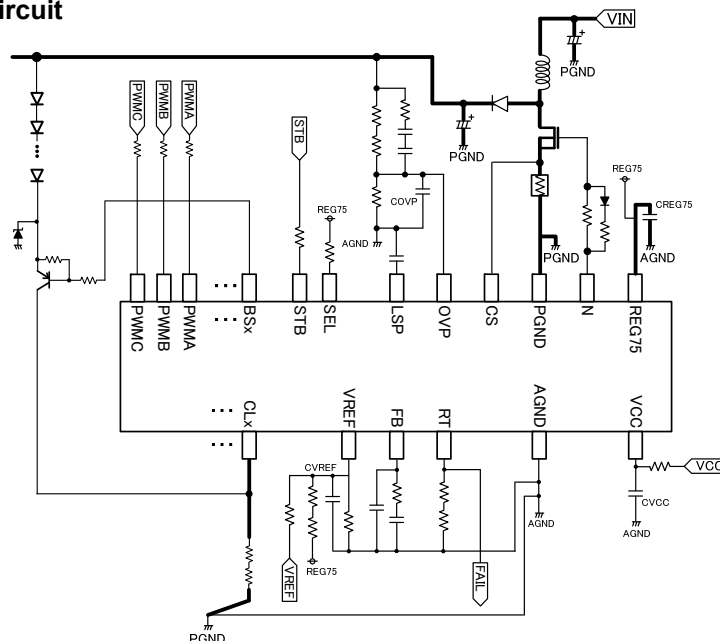 ircuit
VIN
PGND
PWMC
PWMB
PWMA
STB
REG75
COVP
AGND
PGND
REG75
CREG75
PGND
AGND
PWMC
PWMB
PWMA
BSx
STB
SEL
LSP
OVP
CS
PGND
N
REG75
CLx
VREF
FB
RT
AGND
VCC
CVREF
VCC
CVCC
AGND
AGND
REG75
VREF
FAIL
PGND